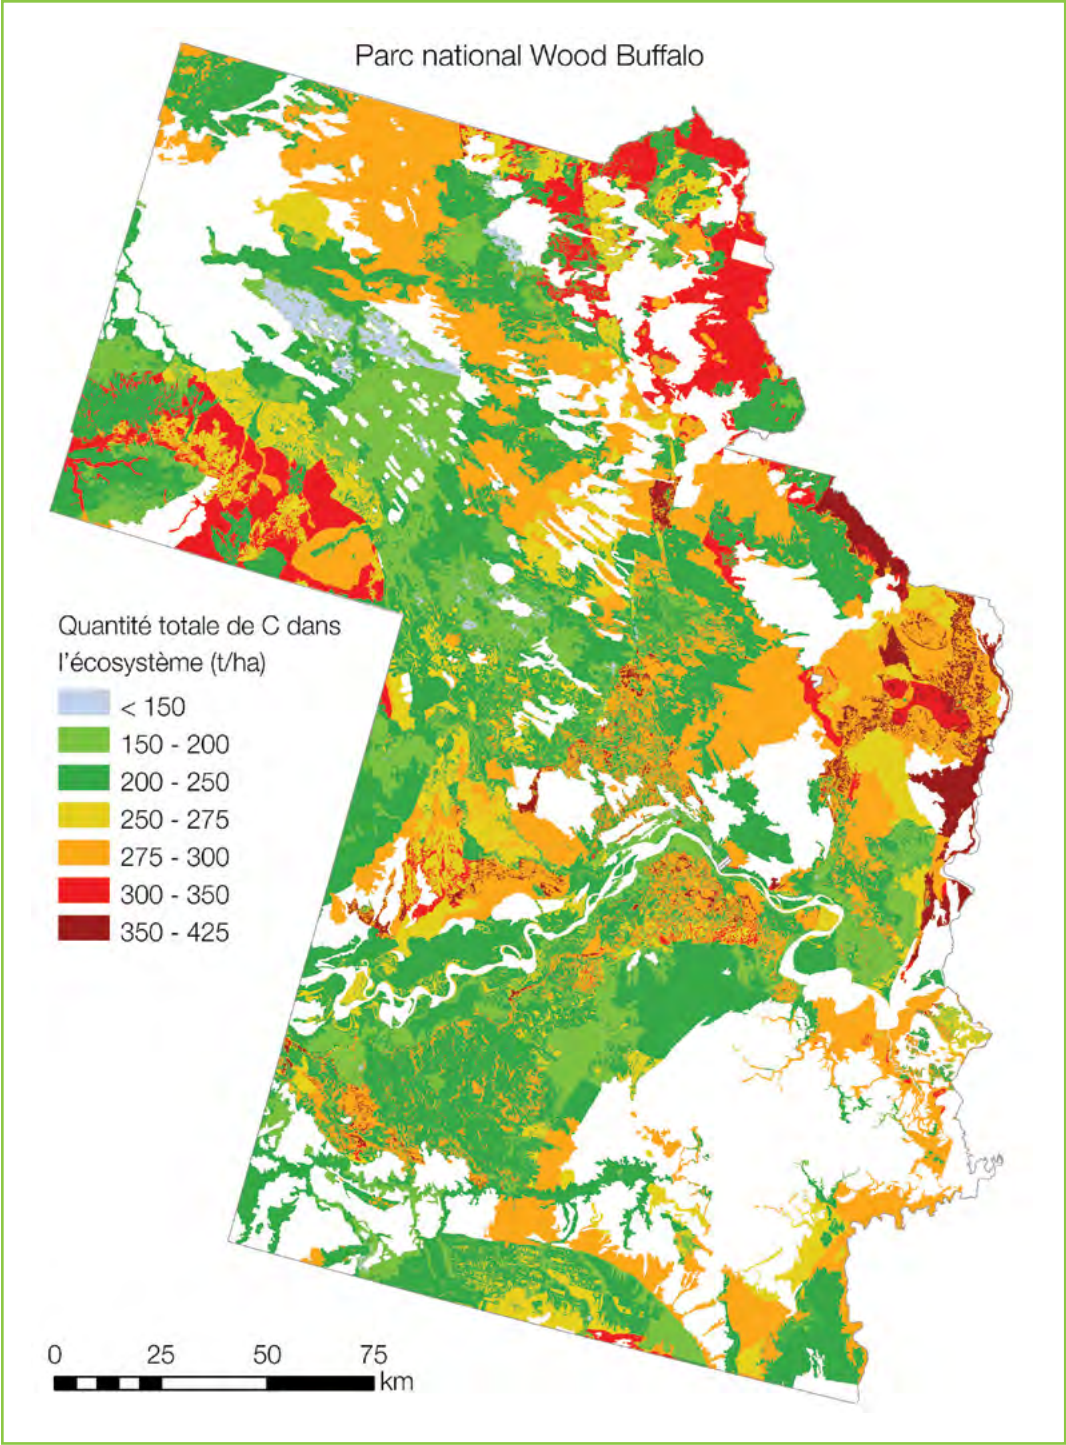 Parc national Wood Buffalo
Quantité totale de C dans
l'écosystème (t/ha)
< 150
150 - 200
200 - 250
250 - 275
275 - 300
300 - 350
350 - 425
0 25 50 75
km